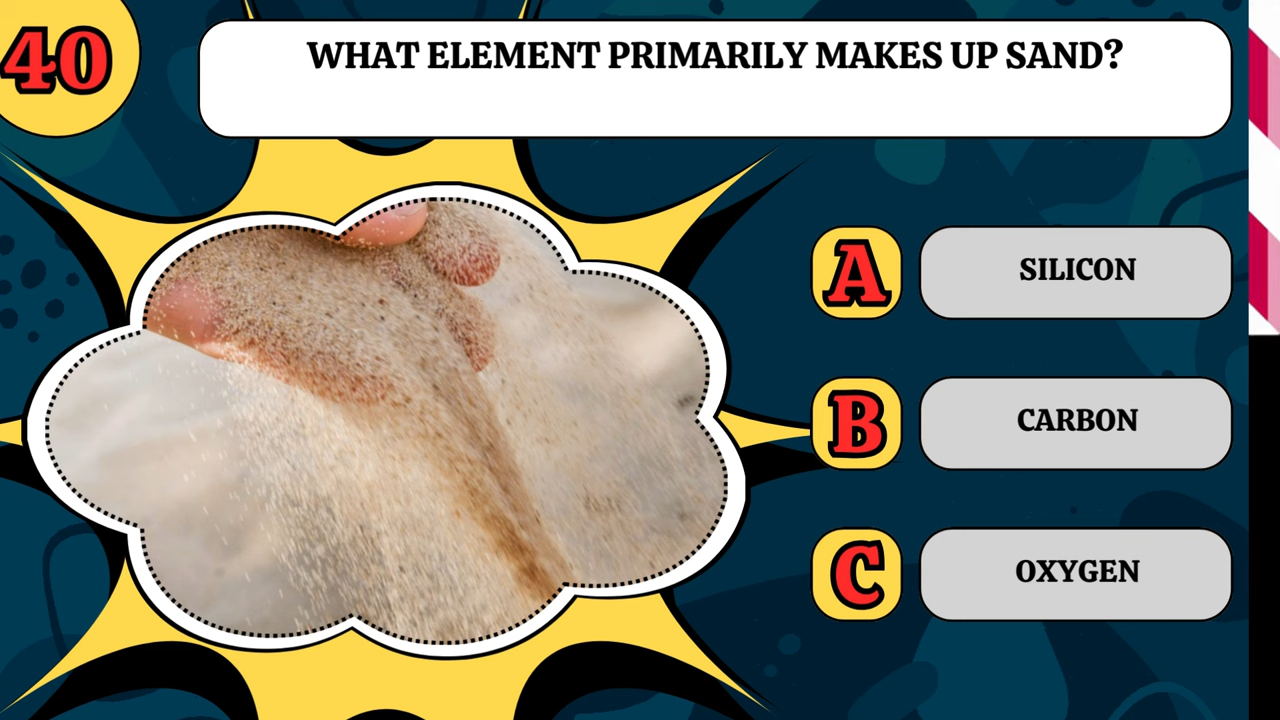 40
WHAT ELEMENT PRIMARILY MAKES UP SAND?
A SILICON
B CARBON
C OXYGEN